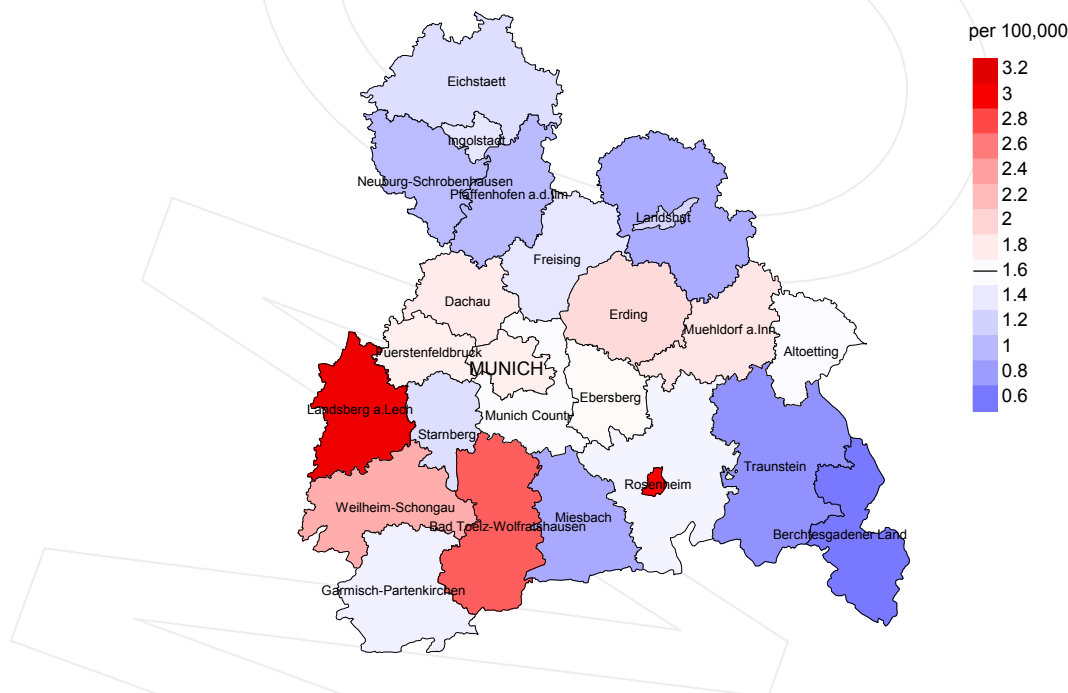 per 100,000
3.2
3
2.8
2.6
2.4
2.2
2
1.8
1.6
1.4
1.2
1
0.8
0.6
Eichstaett
Ingolstadt
Neuburg-Schrobenhausen
Pfaffenhofen a.d.Ilm
Landshut
Freising
Dachau
Erding
Muehldorf a.Inn
Fuerstenfeldbruck
Altoetting
MUNICH
Ebersberg
Landsberg a.Lech
Munich County
Starnberg
Traunstein
Rosenheim
Weilheim-Schongau
Miesbach
Bad Toelz-Wolfratshausen
Berchtesgadener Land
Garmisch-Partenkirchen